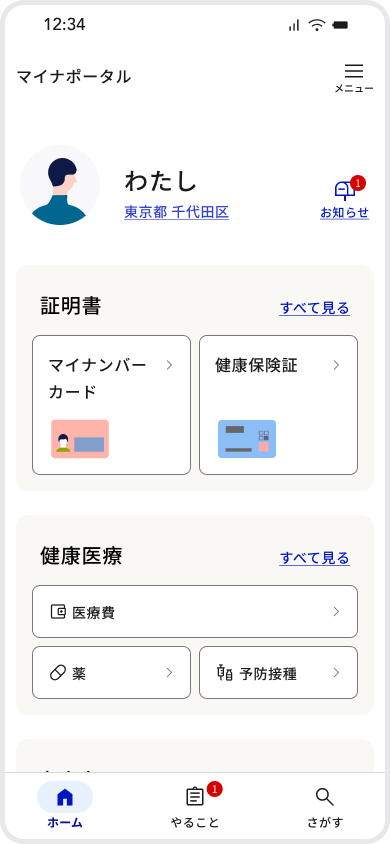 12:34
マイナポータル
メニュー
わたし
東京都 千代田区
1
お知らせ
証明書
すべて見る
マイナンバー
カード
健康保険証
健康医療
すべて見る
医療費
薬
予防接種
1
ホーム
やること
さがす